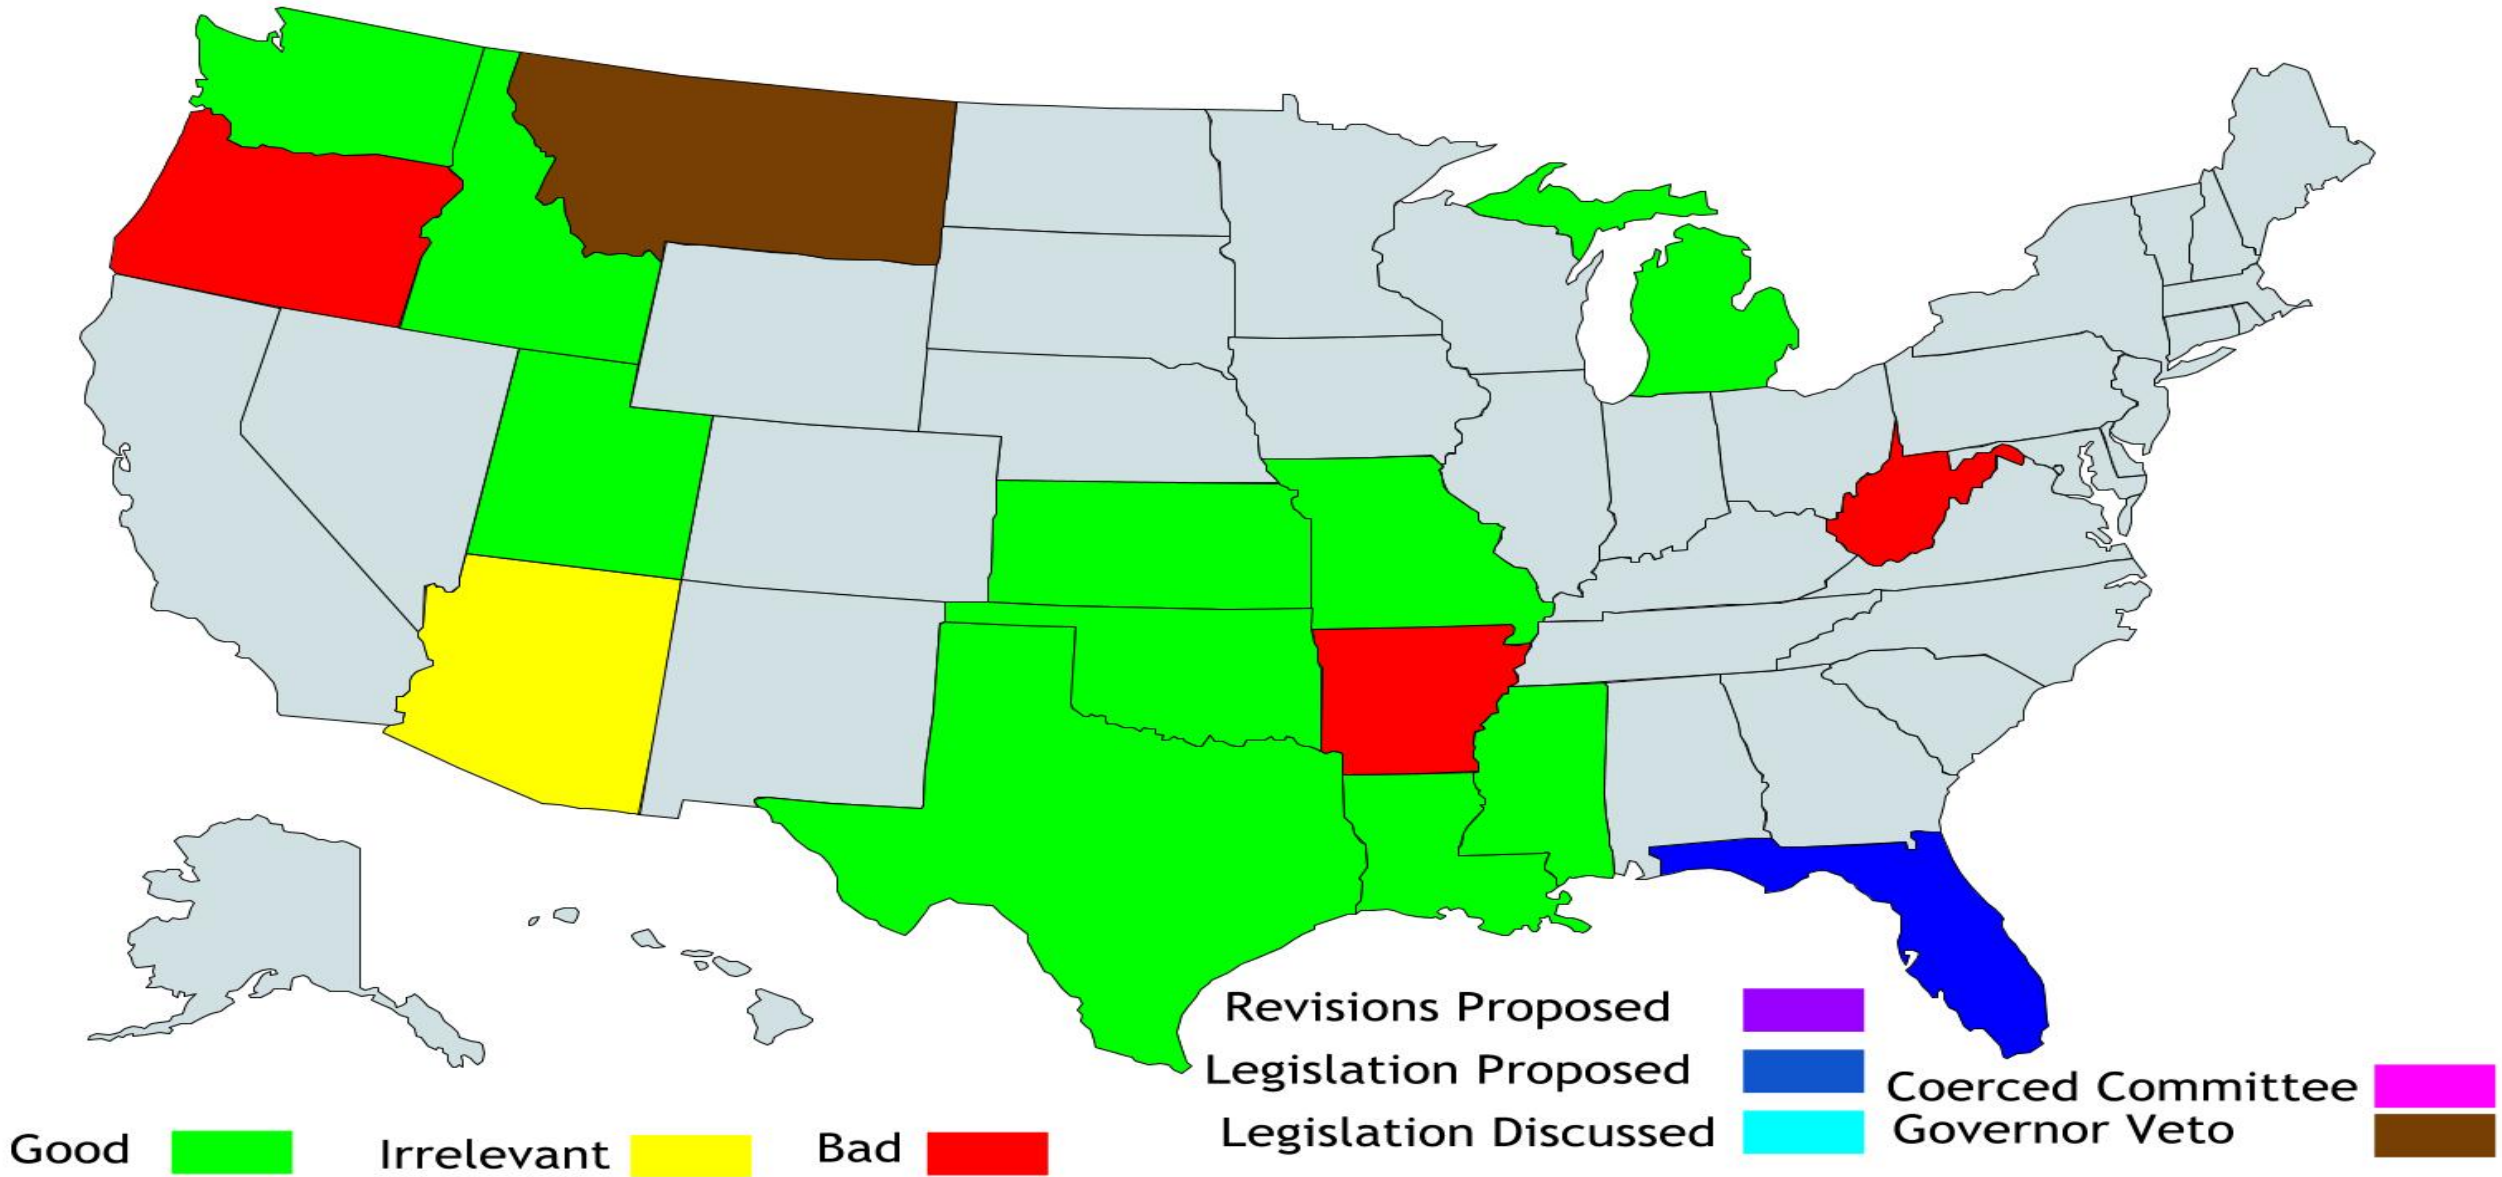 Revisions Proposed
Legislation Proposed
Coerced Committee
Legislation Discussed
Governor Veto
Good
Irrelevant
Bad